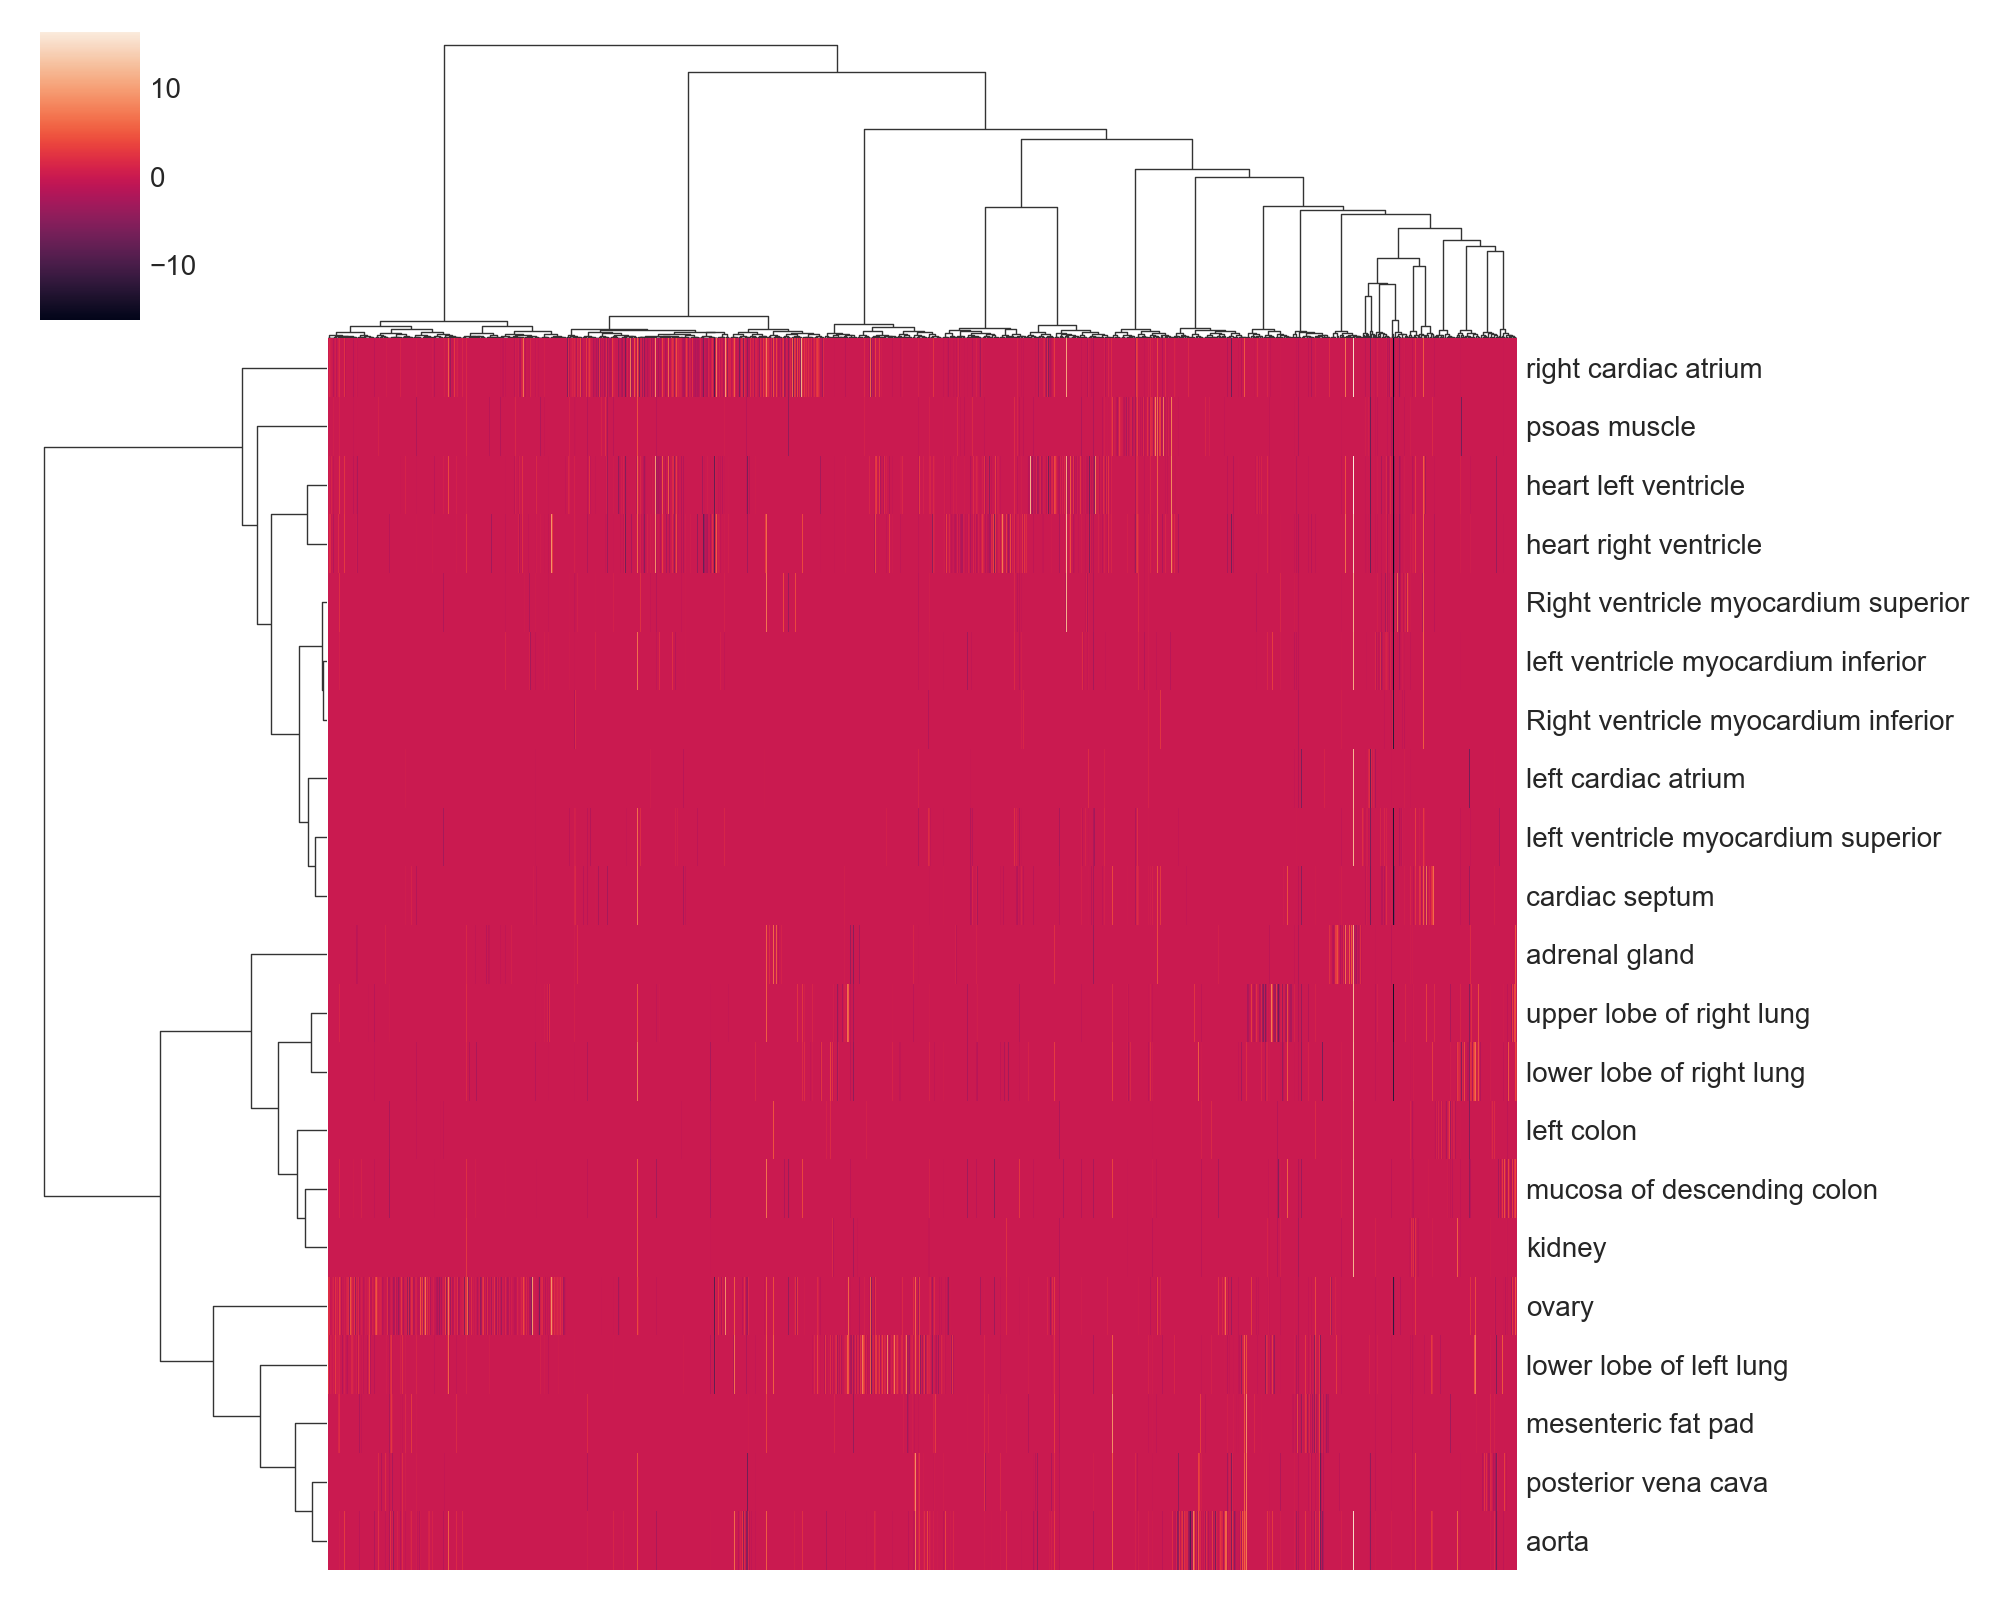 10
0
−10
right cardiac atrium
psoas muscle
heart left ventricle
heart right ventricle
Right ventricle myocardium superior
left ventricle myocardium inferior
Right ventricle myocardium inferior
left cardiac atrium
left ventricle myocardium superior
cardiac septum
adrenal gland
upper lobe of right lung
lower lobe of right lung
left colon
mucosa of descending colon
kidney
ovary
lower lobe of left lung
mesenteric fat pad
posterior vena cava
aorta